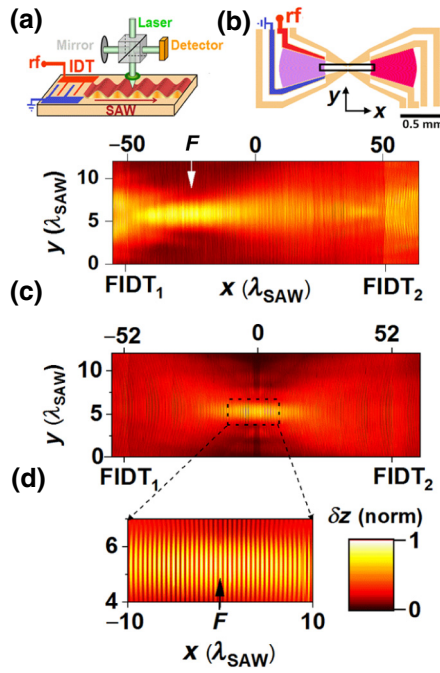 (a)
Laser
Mirror
Detector
rf
IDT
SAW
(b)
rf
y
x
0.5 mm
−50 F 0 50
10
5
0
y (λSAW)
FIDT1 x (λSAW) FIDT2
(c)
−52 0 52
10
5
0
y (λSAW)
FIDT1 FIDT2
(d)
6
4
−10 F 10
x (λSAW)
δz (norm)
1
0